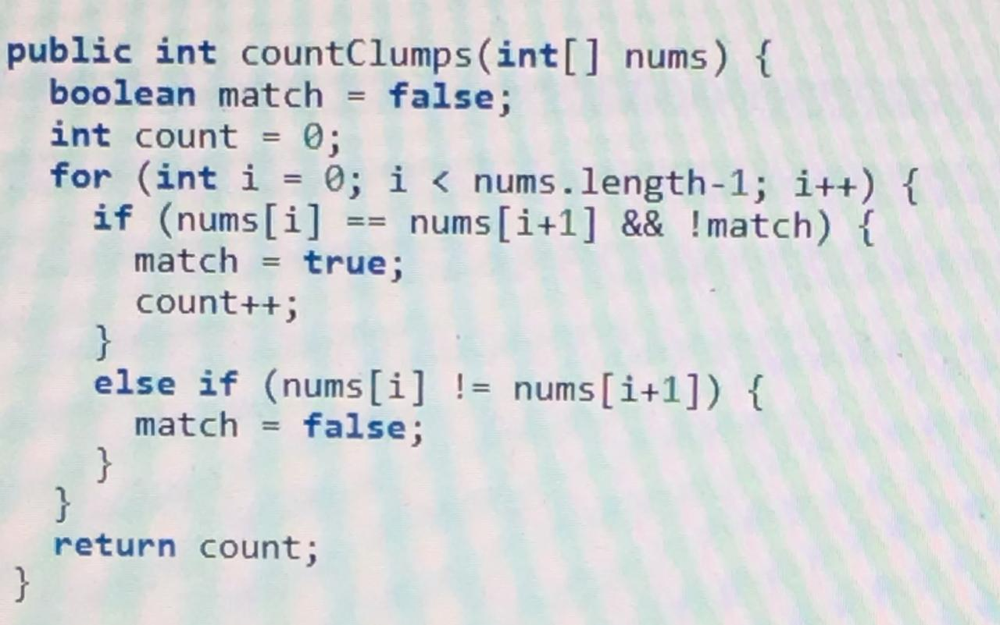 public int countClumps(int[] nums) {
  boolean match = false;
  int count = 0;
  for (int i = 0; i < nums.length-1; i++) {
    if (nums[i] == nums[i+1] && !match) {
      match = true;
      count++;
    }
    else if (nums[i] != nums[i+1]) {
      match = false;
    }
  }
  return count;
}